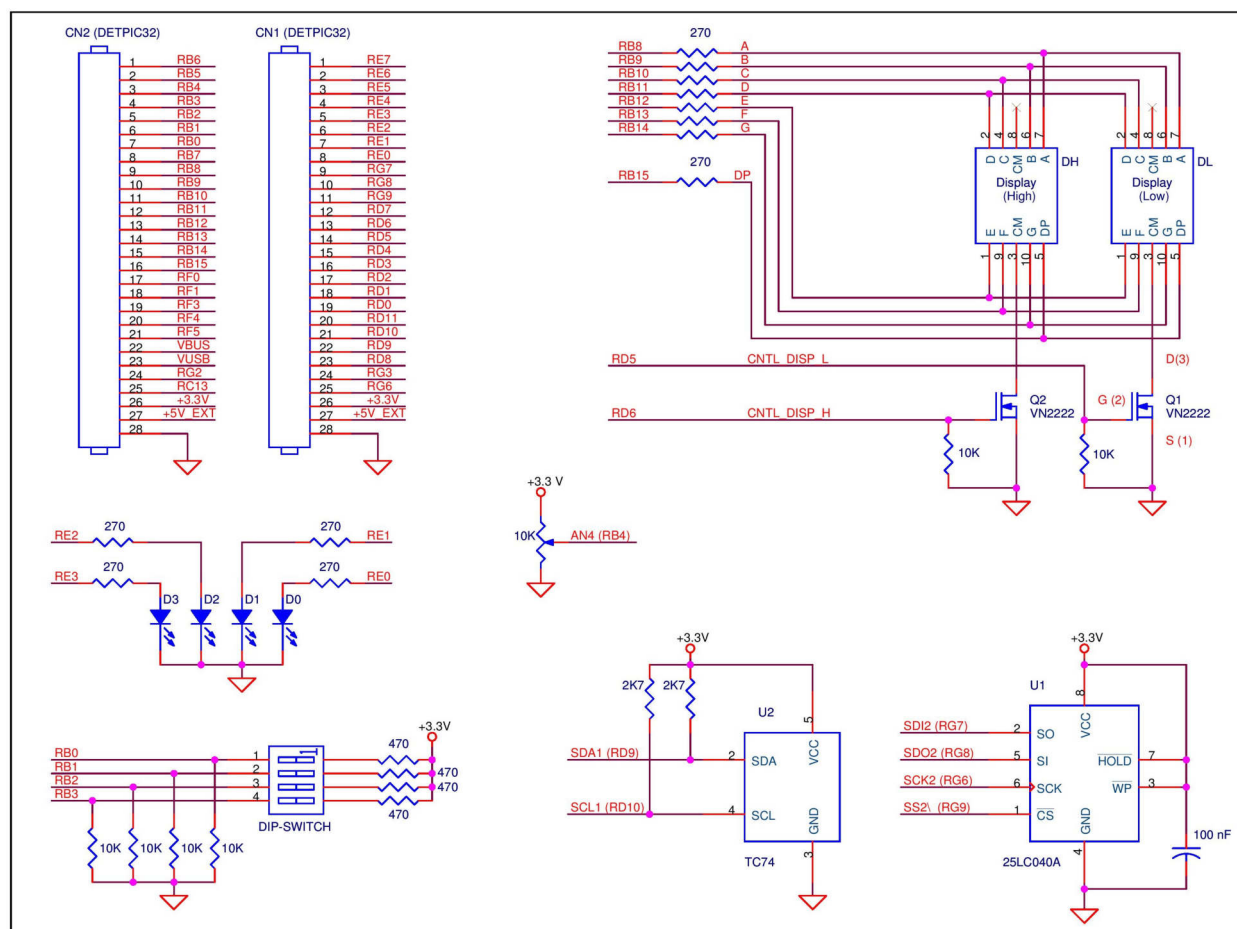 CN2 (DETPIC32)
1 RB6
2 RB5
3 RB4
4 RB3
5 RB2
6 RB1
7 RB0
8 RB7
9 RB8
10 RB9
11 RB10
12 RB11
13 RB12
14 RB13
15 RB14
16 RB15
17 RF0
18 RF1
19 RF3
20 RF4
21 RF5
22 VBUS
23 VUSB
24 RG2
25 RC13
26 +3.3V
27 +5V_EXT
28
CN1 (DETPIC32)
1 RE7
2 RE6
3 RE5
4 RE4
5 RE3
6 RE2
7 RE1
8 RE0
9 RG7
10 RG8
11 RG9
12 RD7
13 RD6
14 RD5
15 RD4
16 RD3
17 RD2
18 RD1
19 RD0
20 RD11
21 RD10
22 RD9
23 RD8
24 RG3
25 RG6
26 +3.3V
27 +5V_EXT
28
270
RB8 A
RB9 B
RB10 C
RB11 D
RB12 E
RB13 F
RB14 G
270
RB15 DP
2 4 8 6 7
D C CM B A
DH
Display
(High)
E F CM G DP
1 9 3 10 5
2 4 8 6 7
D C CM B A
DL
Display
(Low)
E F CM G DP
1 9 3 10 5
RD5 CNTL_DISP_L
D(3)
RD6 CNTL_DISP_H
Q2
VN2222
G (2)
Q1
VN2222
S (1)
10K
10K
+3.3 V
10K
AN4 (RB4)
RE2 270
270 RE1
RE3 270
270 RE0
D3 D2 D1 D0
+3.3V
RB0 1
RB1 2
RB2 3
RB3 4
1
470
470
470
470
DIP-SWITCH
10K 10K 10K 10K
+3.3V
2K7 2K7
U2
5
SDA1 (RD9) 2 SDA
VCC
SCL1 (RD10) 4 SCL
GND
3
TC74
+3.3V
U1
8
VCC
SDI2 (RG7) 2 SO
SDO2 (RG8) 5 SI
HOLD 7
SCK2 (RG6) 6 SCK
WP 3
SS2\ (RG9) 1 CS
GND
4
25LC040A
100 nF